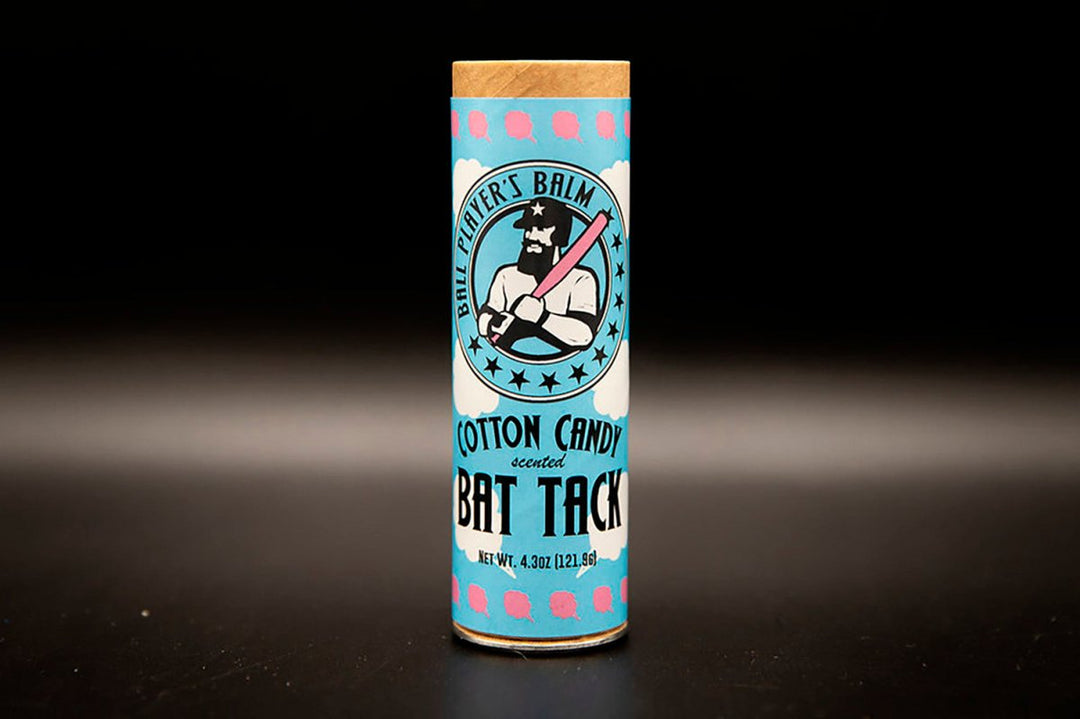 BALL PLAYER'S BALM
COTTON CANDY
scented
BAT TACK
NET WT. 4.3OZ (121.9G)